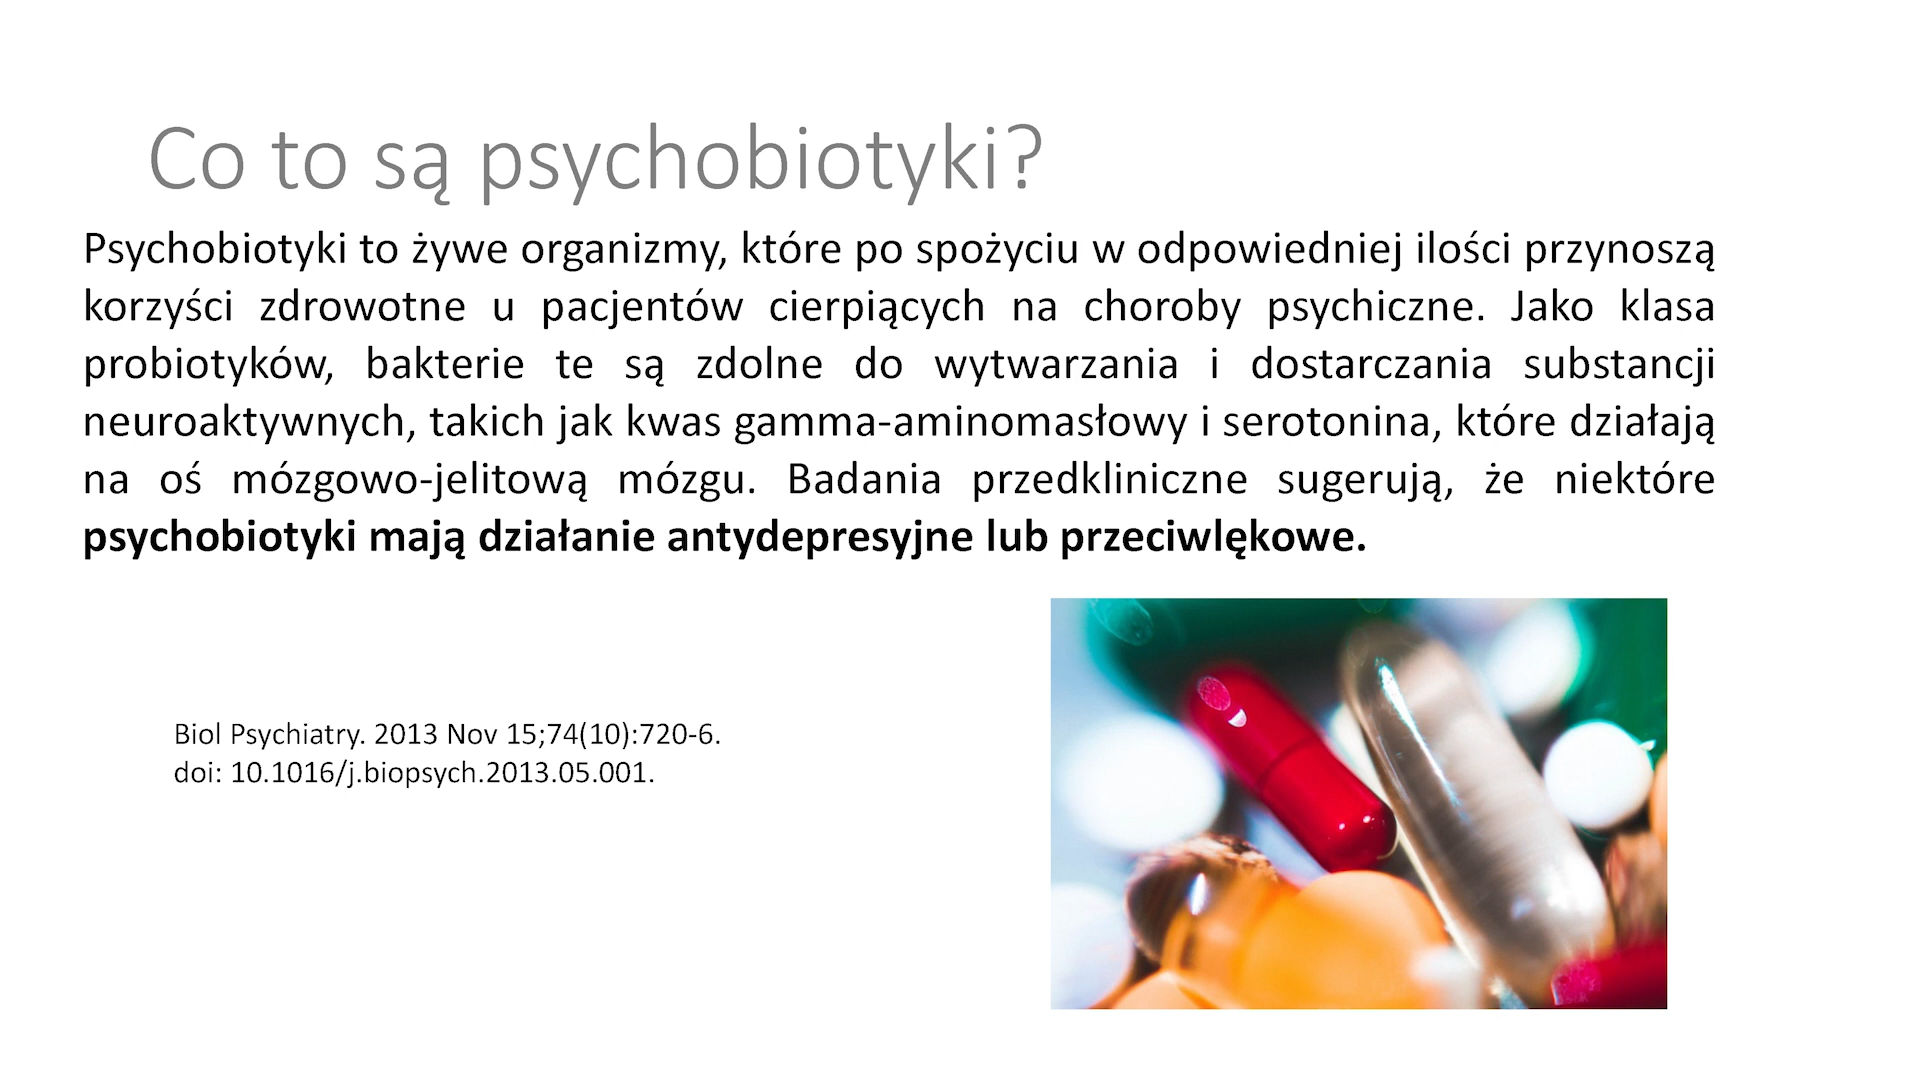 Co to są psychobiotyki?
Psychobiotyki to żywe organizmy, które po spożyciu w odpowiedniej ilości przynoszą
korzyści zdrowotne u pacjentów cierpiących na choroby psychiczne. Jako klasa
probiotyków, bakterie te są zdolne do wytwarzania i dostarczania substancji
neuroaktywnych, takich jak kwas gamma-aminomasłowy i serotonina, które działają
na oś mózgowo-jelitową mózgu. Badania przedkliniczne sugerują, że niektóre
psychobiotyki mają działanie antydepresyjne lub przeciwlękowe.
Biol Psychiatry. 2013 Nov 15;74(10):720-6.
doi: 10.1016/j.biopsych.2013.05.001.